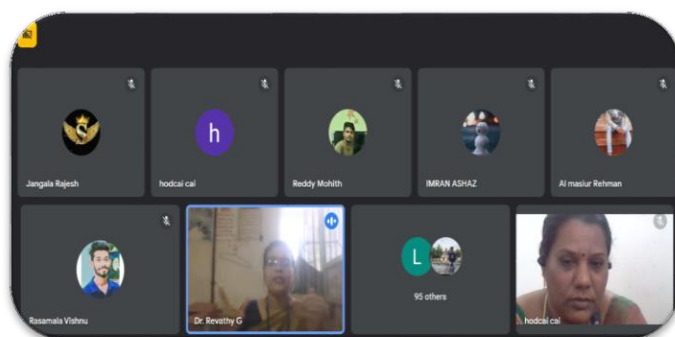 S
Jangala Rajesh
h
hodcai cai
Reddy Mohith
IMRAN ASHAZ
Al masiur Rehman
Rasamala Vishnu
Dr. Revathy G
L
95 others
hodcai cai